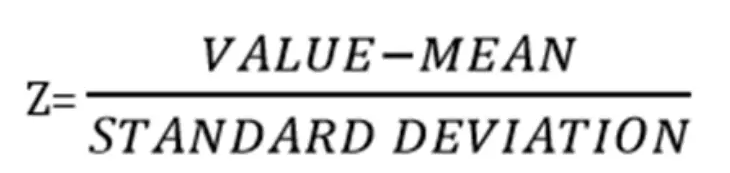 VALUE−MEAN
Z=
STANDARD DEVIATION